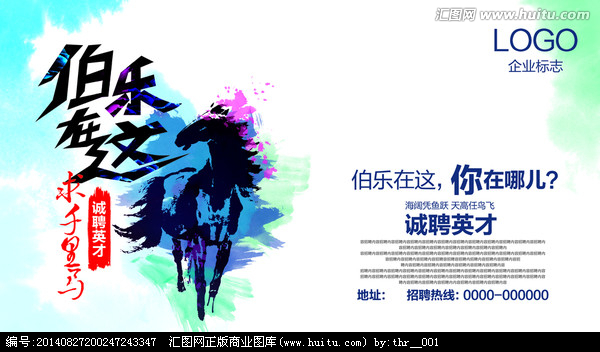 汇图网 www.huitu.com
LOGO
企业标志
伯乐
在这
求千里马
诚聘英才
伯乐在这，你在哪儿？
海阔凭鱼跃 天高任鸟飞
诚聘英才
地址： 招聘热线：0000-000000
编号:20140827200247243347 汇图网正版商业图库：www.huitu.com by:thr__001